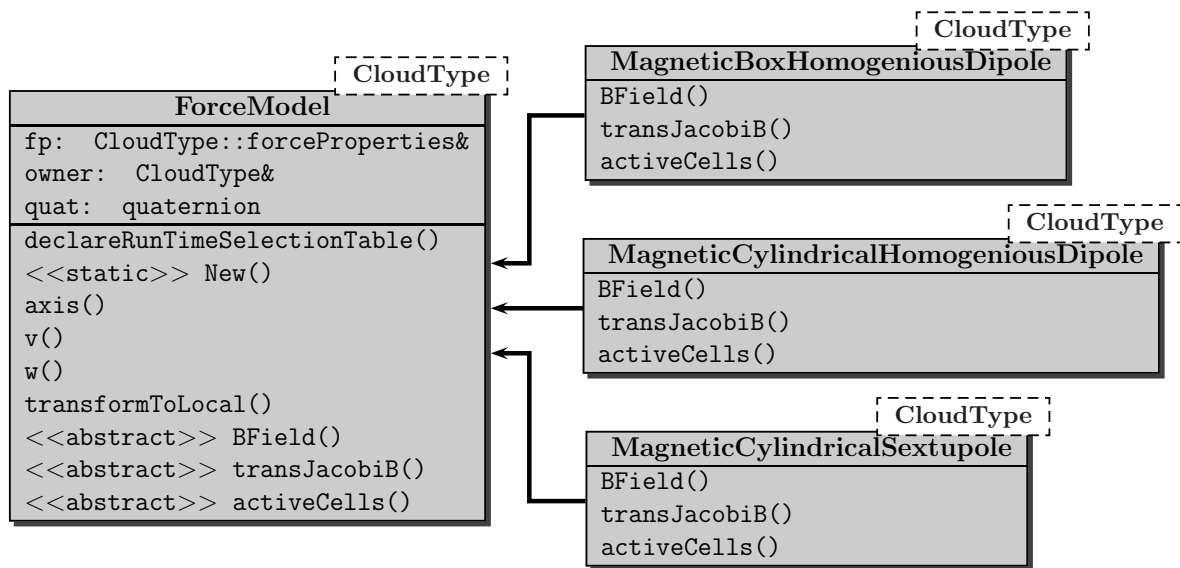 CloudType
ForceModel
fp:  CloudType::forceProperties&
owner:  CloudType&
quat:  quaternion
declareRunTimeSelectionTable()
<<static>> New()
axis()
v()
w()
transformToLocal()
<<abstract>> BField()
<<abstract>> transJacobiB()
<<abstract>> activeCells()
CloudType
MagneticBoxHomogeniousDipole
BField()
transJacobiB()
activeCells()
CloudType
MagneticCylindricalHomogeniousDipole
BField()
transJacobiB()
activeCells()
CloudType
MagneticCylindricalSextupole
BField()
transJacobiB()
activeCells()